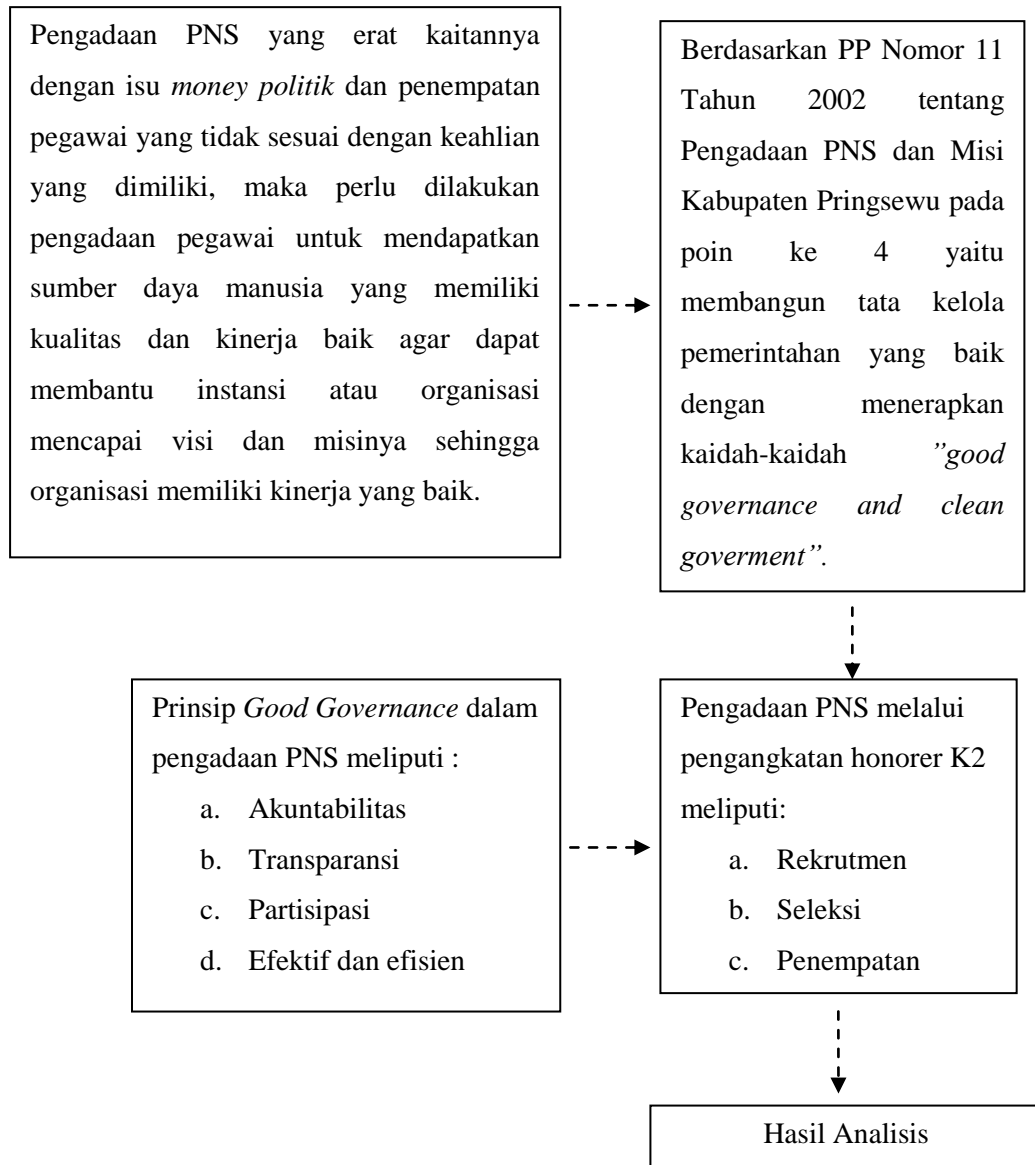 Pengadaan PNS yang erat kaitannya
dengan isu money politik dan penempatan
pegawai yang tidak sesuai dengan keahlian
yang dimiliki, maka perlu dilakukan
pengadaan pegawai untuk mendapatkan
sumber daya manusia yang memiliki
kualitas dan kinerja baik agar dapat
membantu instansi atau organisasi
mencapai visi dan misinya sehingga
organisasi memiliki kinerja yang baik.
Berdasarkan PP Nomor 11
Tahun 2002 tentang
Pengadaan PNS dan Misi
Kabupaten Pringsewu pada
poin ke 4 yaitu
membangun tata kelola
pemerintahan yang baik
dengan menerapkan
kaidah-kaidah ”good
governance and clean
goverment”.
Prinsip Good Governance dalam
pengadaan PNS meliputi :
a. Akuntabilitas
b. Transparansi
c. Partisipasi
d. Efektif dan efisien
Pengadaan PNS melalui
pengangkatan honorer K2
meliputi:
a. Rekrutmen
b. Seleksi
c. Penempatan
Hasil Analisis